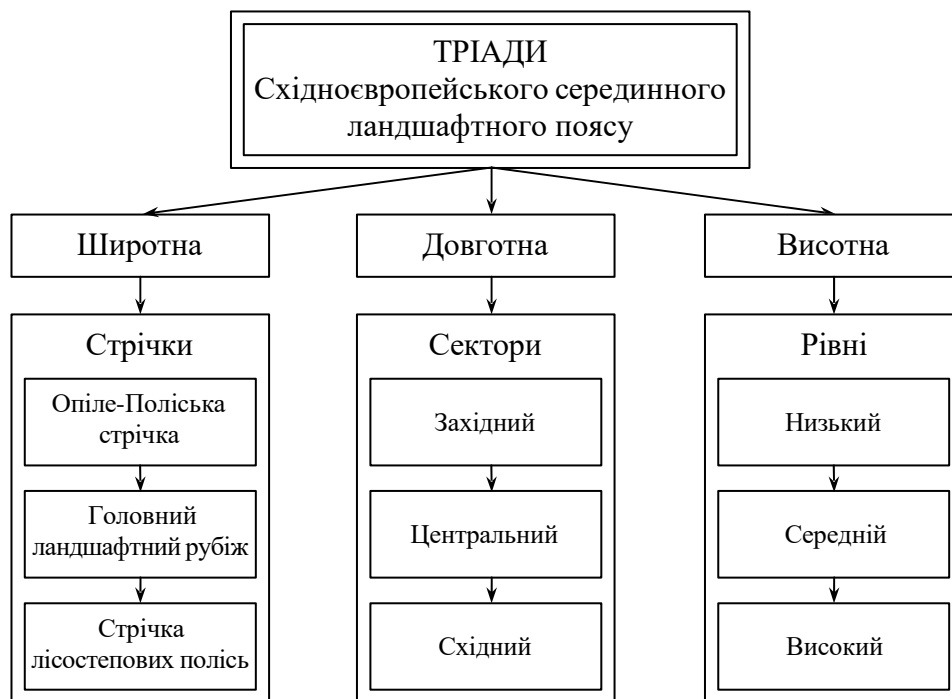 ТРІАДИ
Східноєвропейського серединного
ландшафтного поясу
Широтна
Довготна
Висотна
Стрічки
Опіле-Поліська
стрічка
Головний
ландшафтний рубіж
Стрічка
лісостепових полісь
Сектори
Західний
Центральний
Східний
Рівні
Низький
Середній
Високий